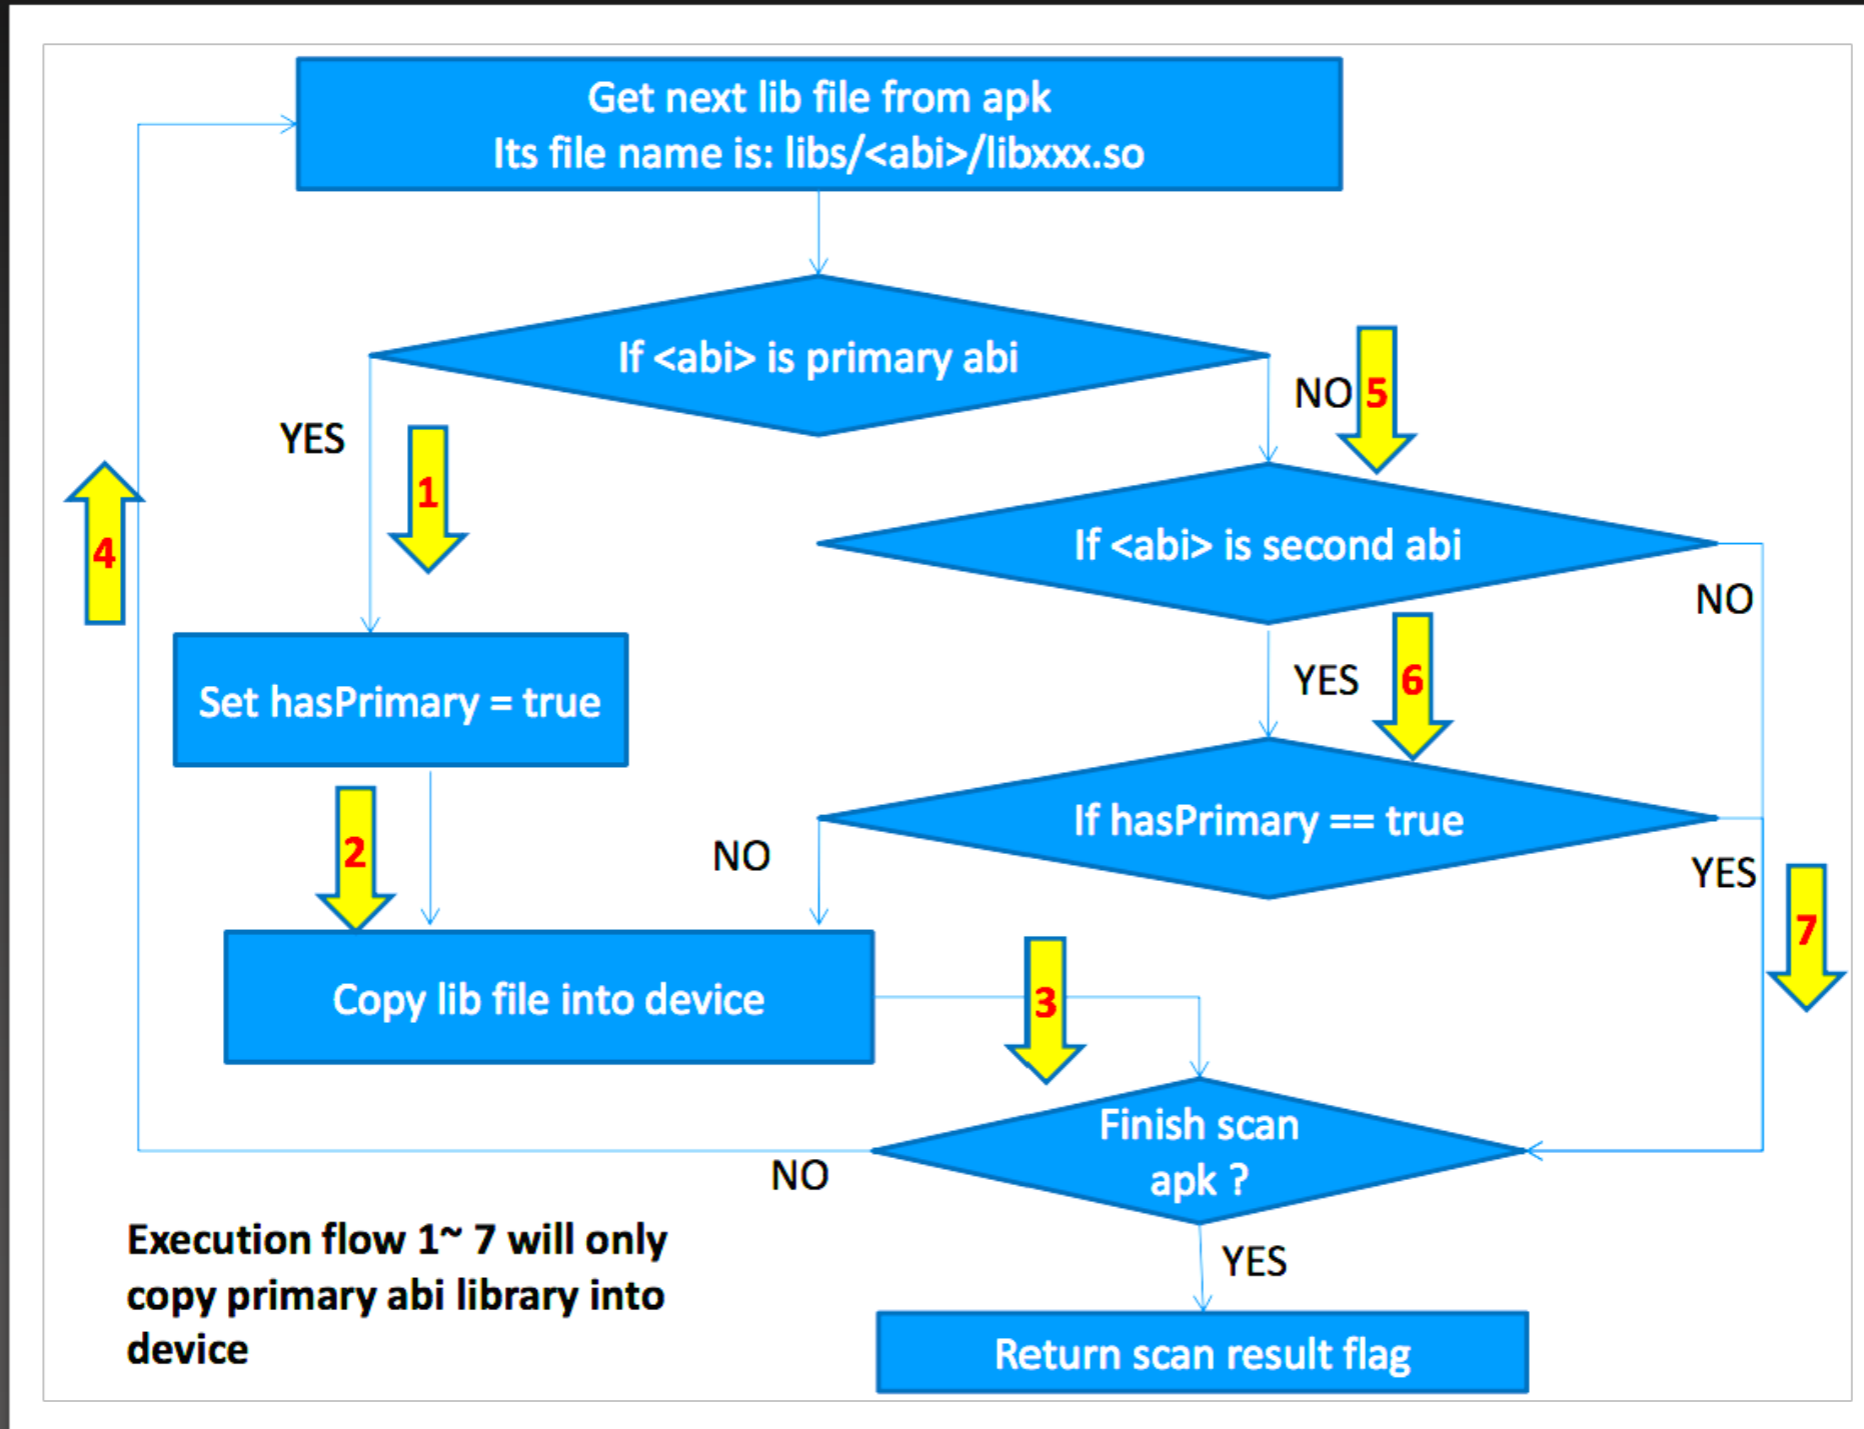 Get next lib file from apk
Its file name is: libs/<abi>/libxxx.so
If <abi> is primary abi
NO
5
YES
1
4
If <abi> is second abi
NO
YES
6
Set hasPrimary = true
If hasPrimary == true
2
NO
YES
7
Copy lib file into device
3
Finish scan
apk ?
NO
YES
Execution flow 1~ 7 will only
copy primary abi library into
device
Return scan result flag